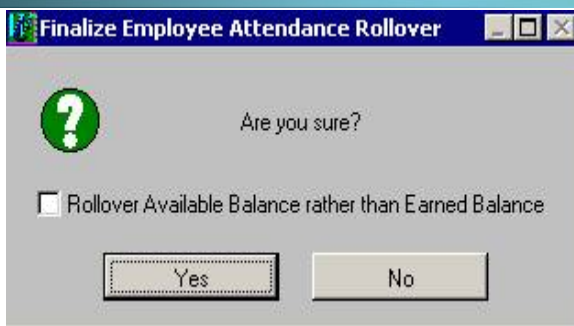 Finalize Employee Attendance Rollover
Are you sure?
Rollover Available Balance rather than Earned Balance
Yes No